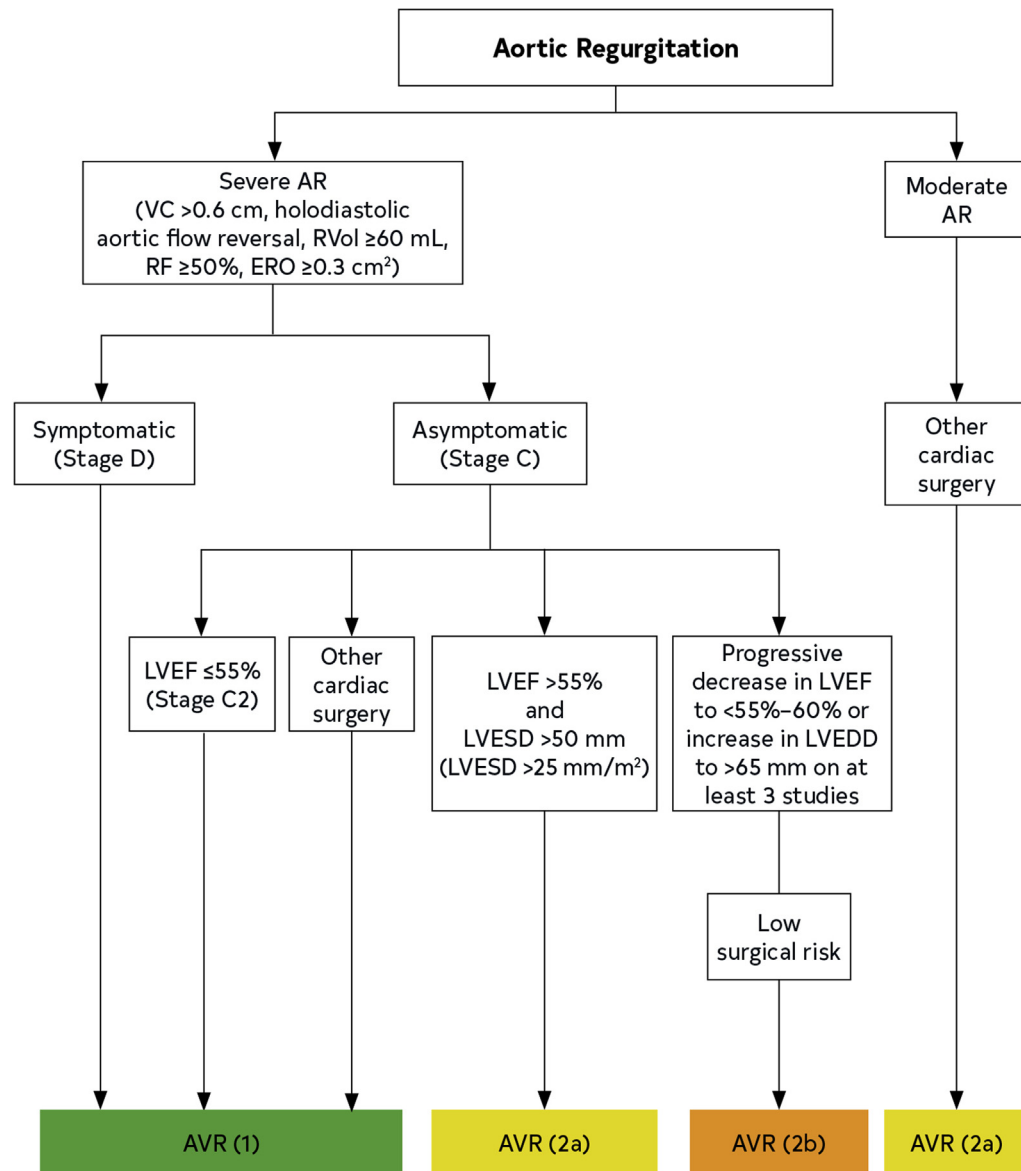 Aortic Regurgitation
Severe AR
(VC >0.6 cm, holodiastolic
aortic flow reversal, RVol ≥60 mL,
RF ≥50%, ERO ≥0.3 cm²)
Moderate
AR
Symptomatic
(Stage D)
Asymptomatic
(Stage C)
Other
cardiac
surgery
LVEF ≤55%
(Stage C2)
Other
cardiac
surgery
LVEF >55%
and
LVESD >50 mm
(LVESD >25 mm/m²)
Progressive
decrease in LVEF
to <55%–60% or
increase in LVEDD
to >65 mm on at
least 3 studies
Low
surgical risk
AVR (1)
AVR (2a)
AVR (2b)
AVR (2a)